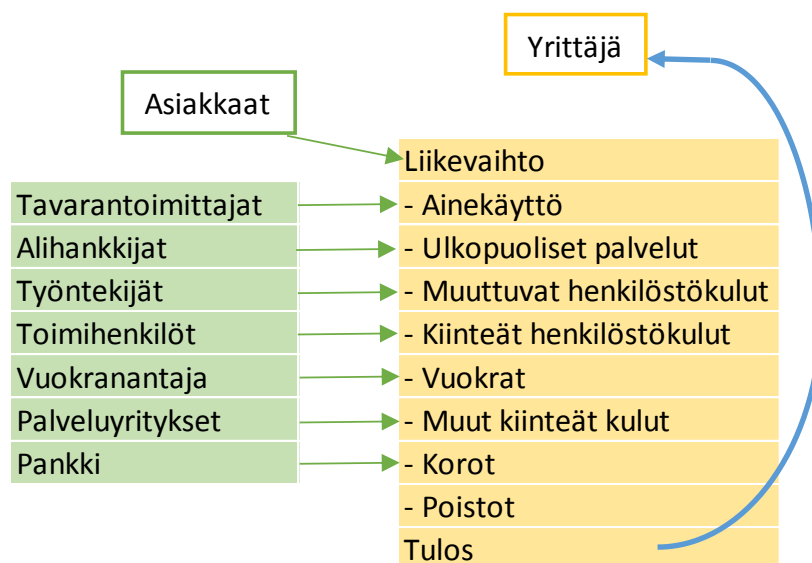 Yrittäjä
Asiakkaat
Liikevaihto
Tavarantoimittajat
- Ainekäyttö
Alihankkijat
- Ulkopuoliset palvelut
Työntekijät
- Muuttuvat henkilöstökulut
Toimihenkilöt
- Kiinteät henkilöstökulut
Vuokranantaja
- Vuokrat
Palveluyritykset
- Muut kiinteät kulut
Pankki
- Korot
- Poistot
Tulos